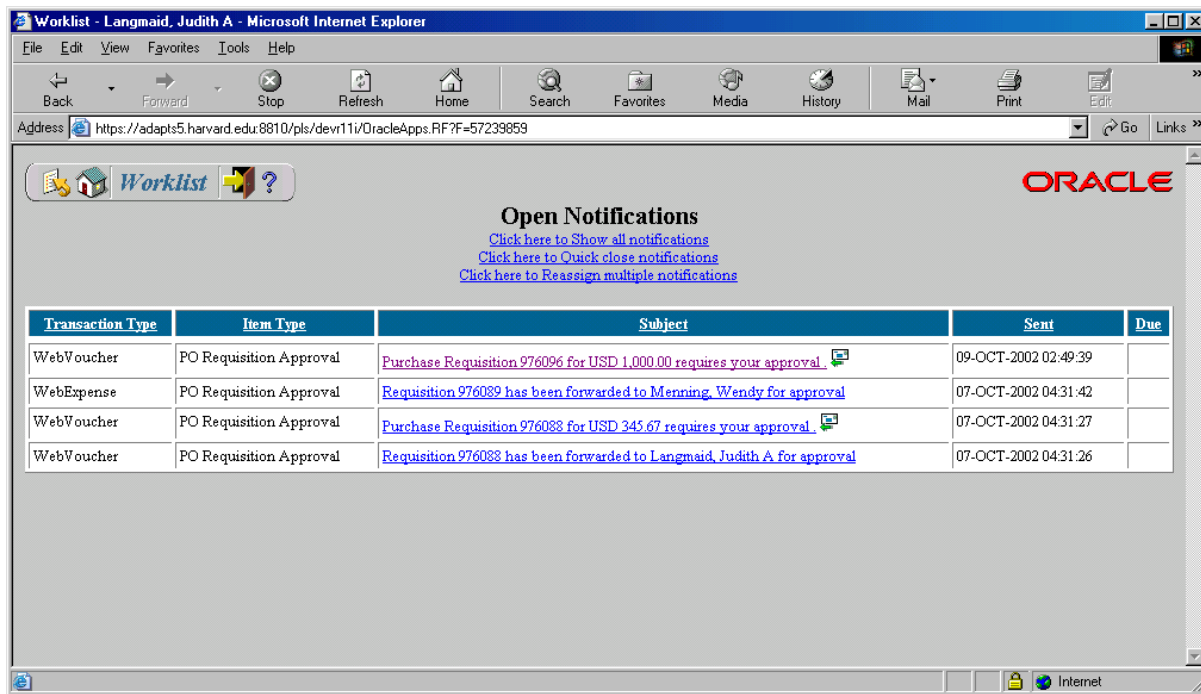 Worklist - Langmaid, Judith A - Microsoft Internet Explorer
File Edit View Favorites Tools Help
Back Forward Stop Refresh Home Search Favorites Media History Mail Print Edit
Address https://adapts5.harvard.edu:8810/pls/devr11i/OracleApps.RF?F=57239859 Go Links
Worklist ?
ORACLE
Open Notifications
Click here to Show all notifications
Click here to Quick close notifications
Click here to Reassign multiple notifications
Transaction Type Item Type Subject Sent Due
WebVoucher PO Requisition Approval Purchase Requisition 976096 for USD 1,000.00 requires your approval . 09-OCT-2002 02:49:39
WebExpense PO Requisition Approval Requisition 976089 has been forwarded to Menning, Wendy for approval 07-OCT-2002 04:31:42
WebVoucher PO Requisition Approval Purchase Requisition 976088 for USD 345.67 requires your approval . 07-OCT-2002 04:31:27
WebVoucher PO Requisition Approval Requisition 976088 has been forwarded to Langmaid, Judith A for approval 07-OCT-2002 04:31:26
Internet